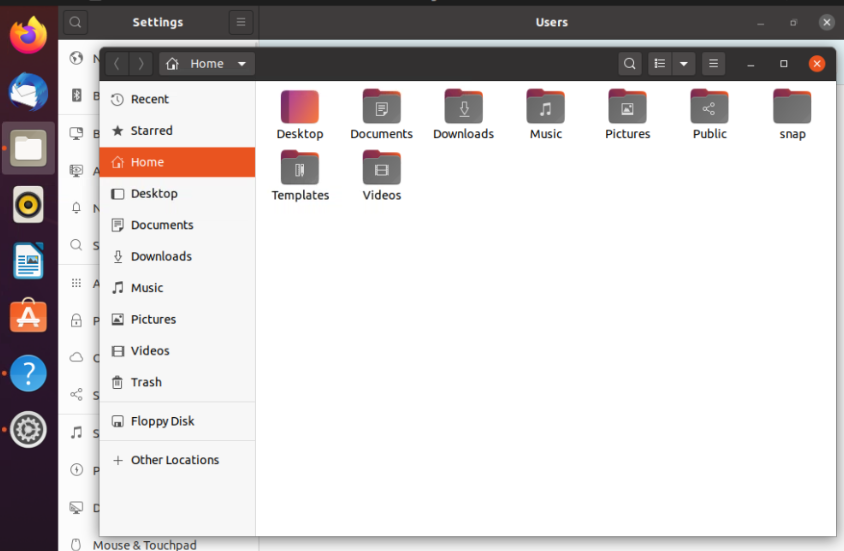 Settings
Users
Home
Recent
Starred
Home
Desktop
Documents
Downloads
Music
Pictures
Videos
Trash
Floppy Disk
Other Locations
Desktop
Documents
Downloads
Music
Pictures
Public
snap
Templates
Videos
N
B
B
A
N
S
A
P
C
S
S
P
D
Mouse & Touchpad